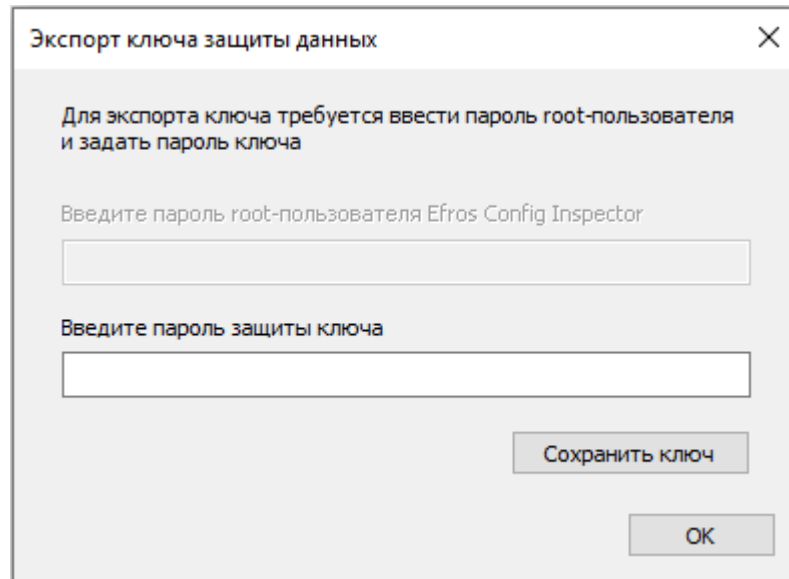 Экспорт ключа защиты данных
Для экспорта ключа требуется ввести пароль root-пользователя
и задать пароль ключа
Введите пароль root-пользователя Efros Config Inspector
Введите пароль защиты ключа
Сохранить ключ
OK